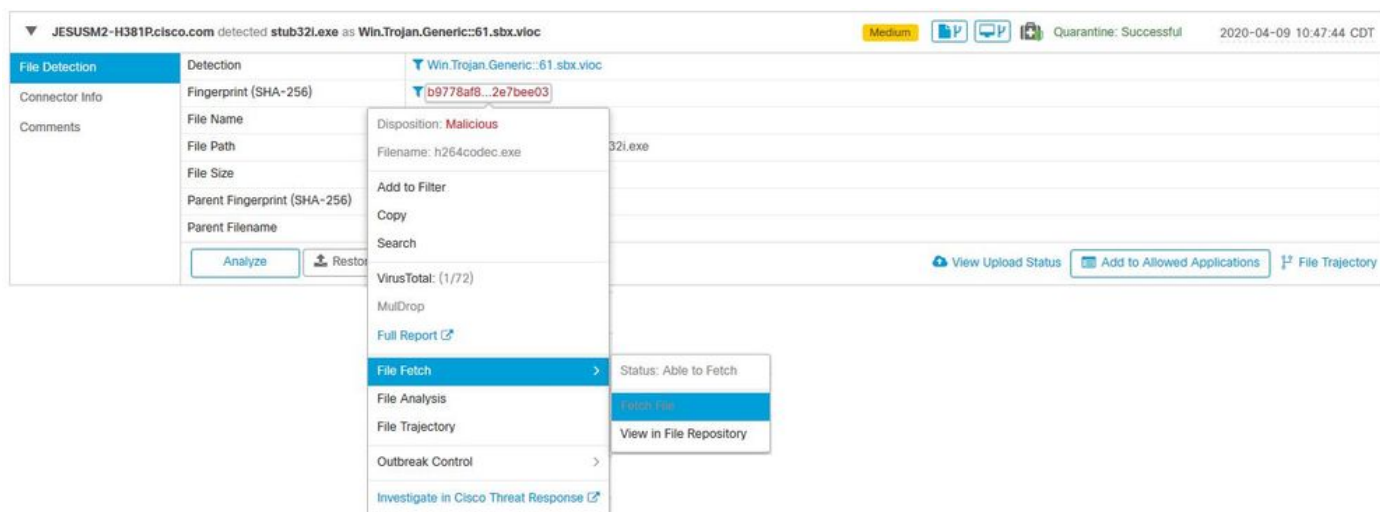 ▼ JESUSM2-H381P.cisco.com detected stub32i.exe as Win.Trojan.Generic::61.sbx.vioc Medium Quarantine: Successful 2020-04-09 10:47:44 CDT
File Detection
Connector Info
Comments
Detection Win.Trojan.Generic::61.sbx.vioc
Fingerprint (SHA-256) b9778af8...2e7bee03
File Name
File Path 32i.exe
File Size
Parent Fingerprint (SHA-256)
Parent Filename
Analyze Restor View Upload Status Add to Allowed Applications File Trajectory
Disposition: Malicious
Filename: h264codec.exe
Add to Filter
Copy
Search
VirusTotal: (1/72)
MulDrop
Full Report
File Fetch
Status: Able to Fetch
Fetch File
View in File Repository
File Analysis
File Trajectory
Outbreak Control
Investigate in Cisco Threat Response